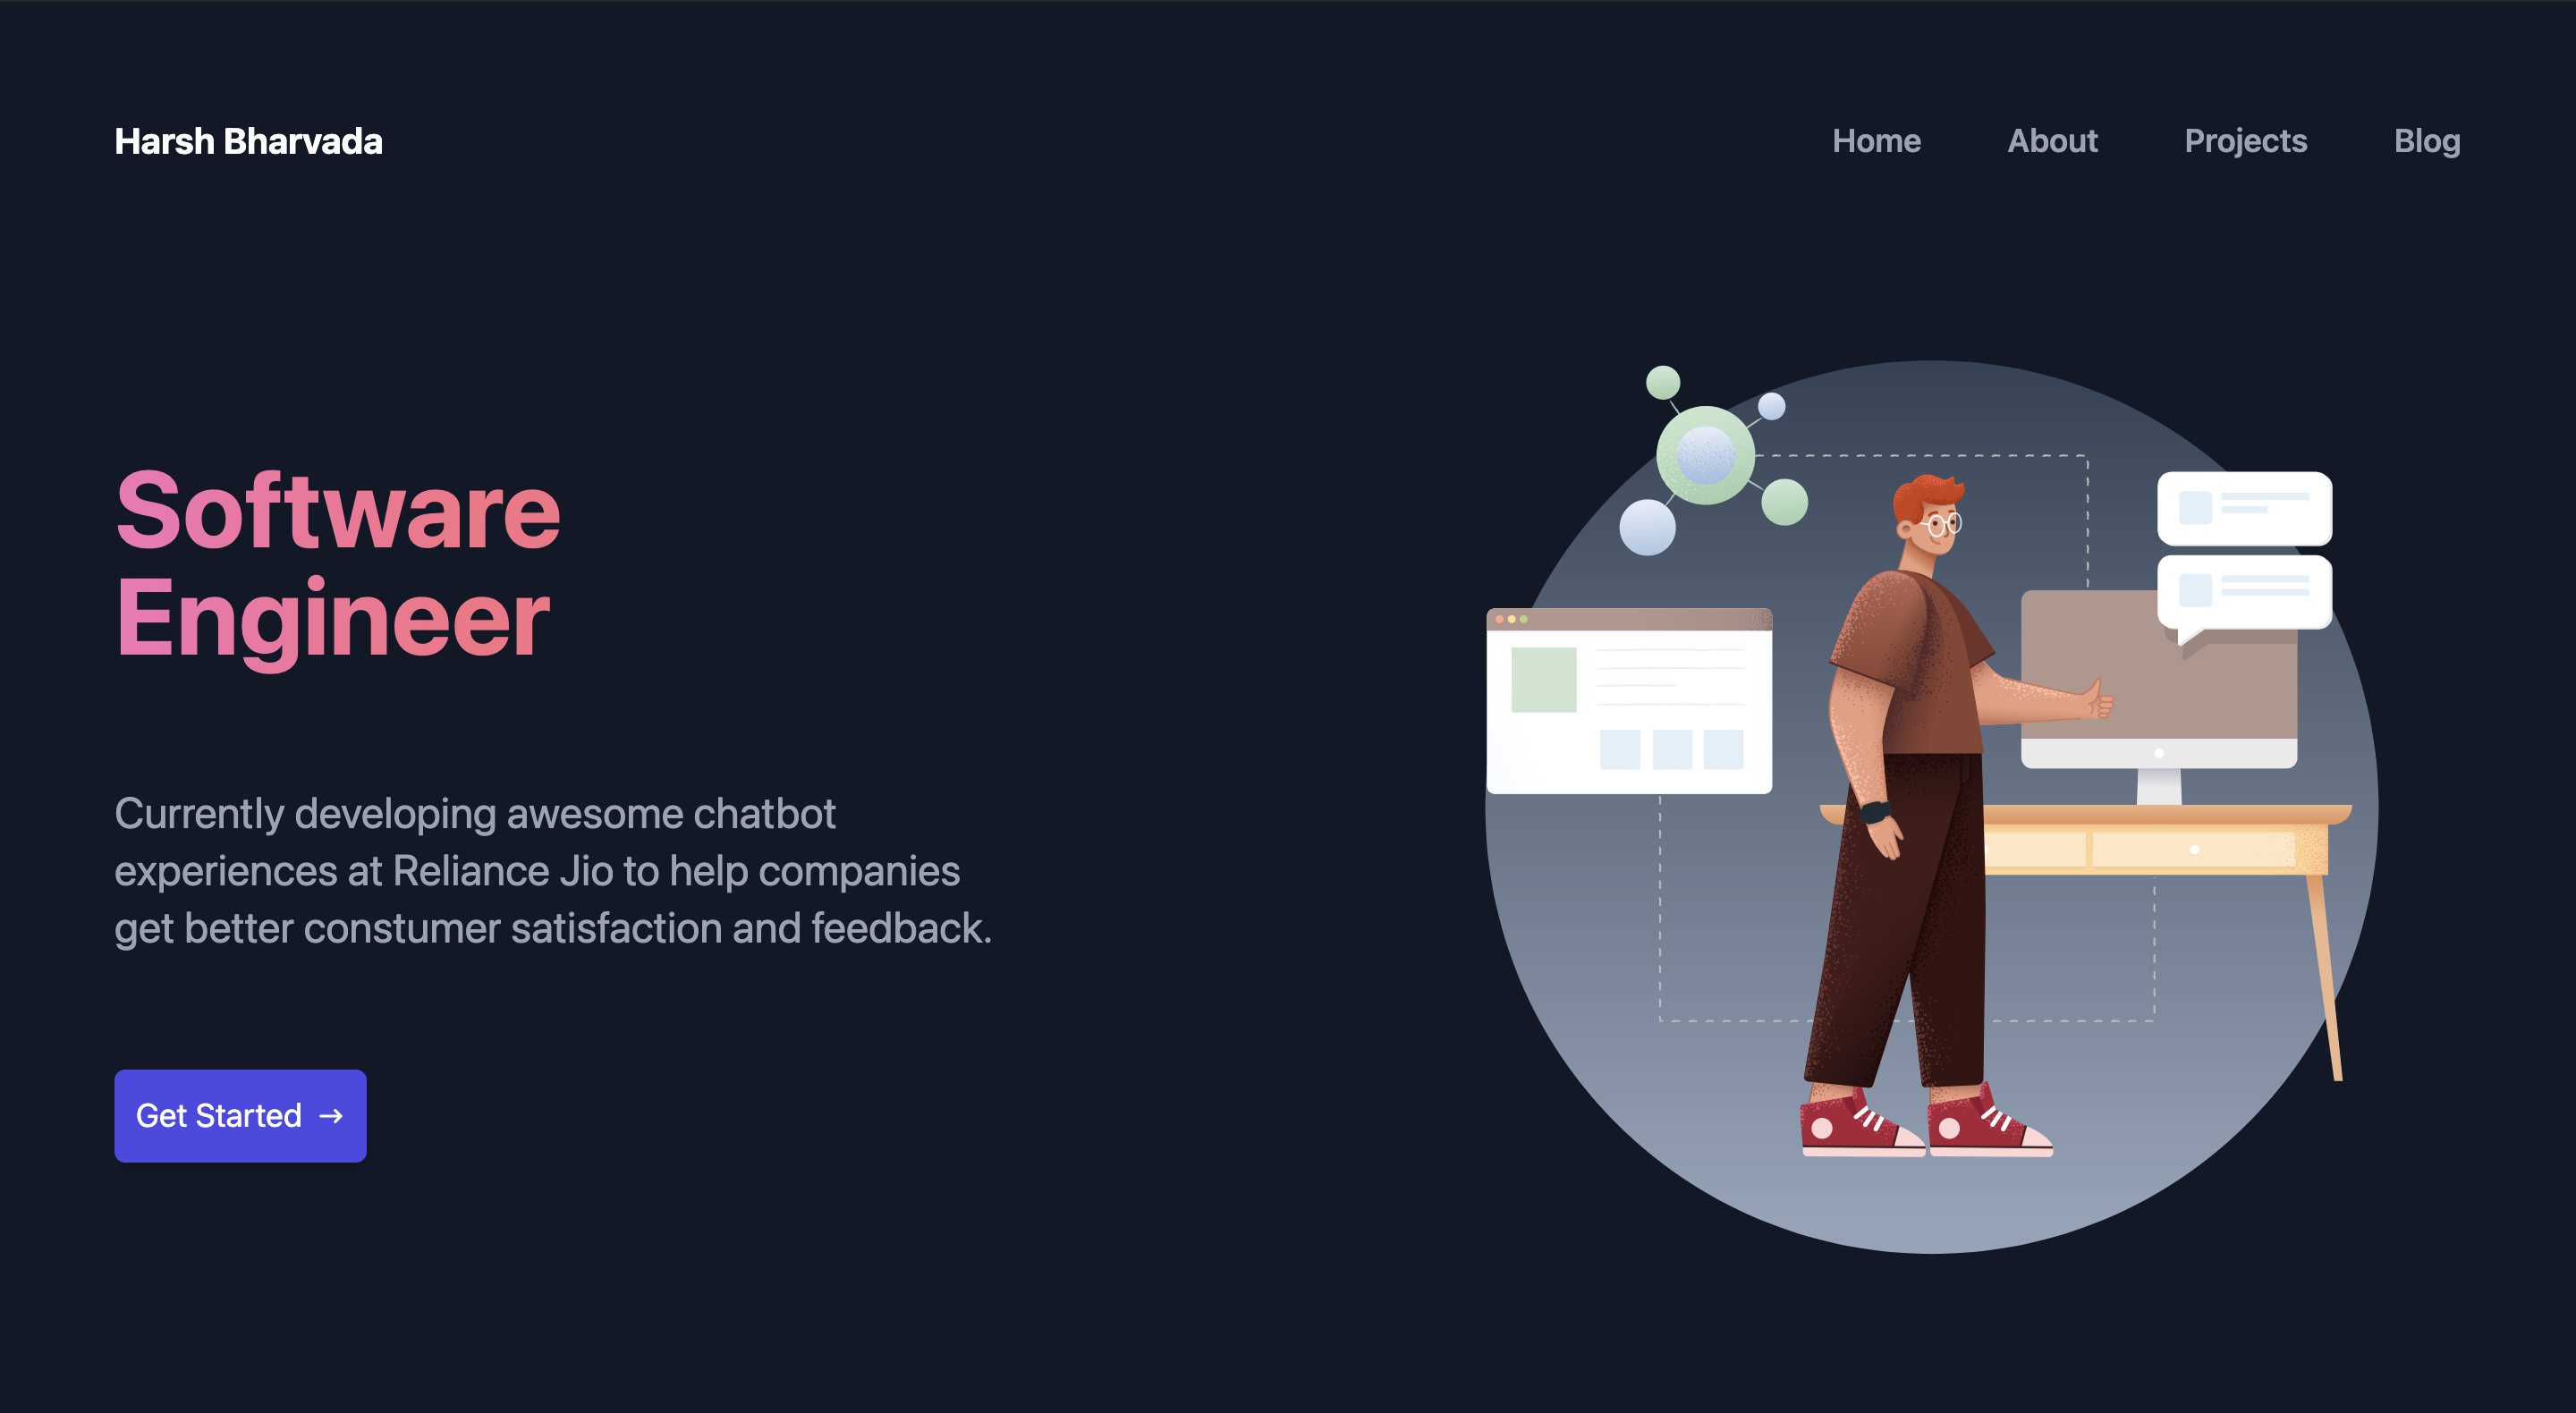 Harsh Bharvada
Home
About
Projects
Blog
Software
Engineer
Currently developing awesome chatbot
experiences at Reliance Jio to help companies
get better constumer satisfaction and feedback.
Get Started →